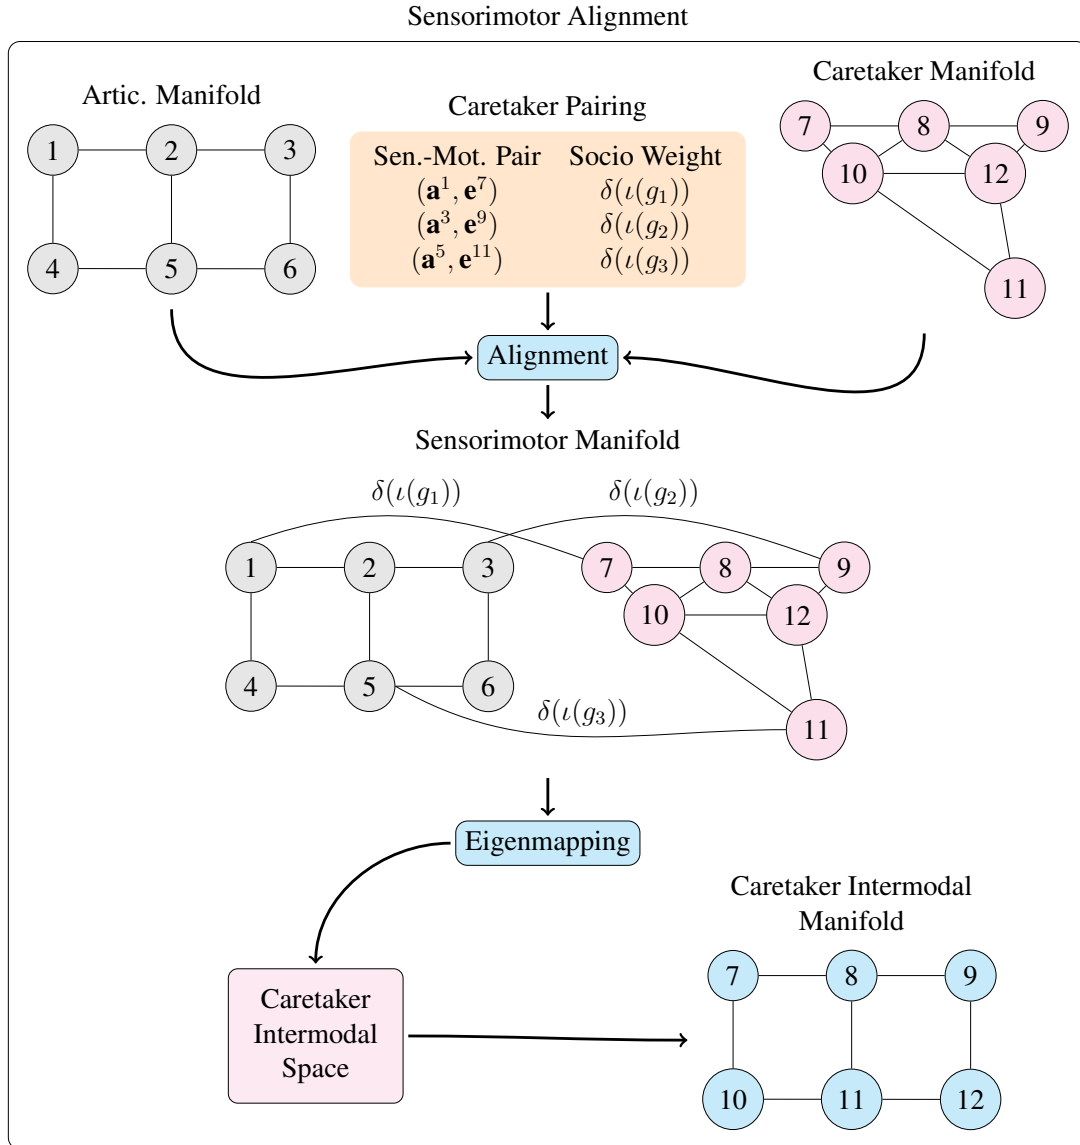 Sensorimotor Alignment
Artic. Manifold
Caretaker Pairing
Caretaker Manifold
1 2 3
4 5 6
Sen.-Mot. Pair Socio Weight
(a¹, e⁷) δ(ι(g₁))
(a³, e⁹) δ(ι(g₂))
(a⁵, e¹¹) δ(ι(g₃))
7 8 9
10 12
11
Alignment
Sensorimotor Manifold
δ(ι(g₁)) δ(ι(g₂))
1 2 3 7 8 9
10 12
4 5 6
δ(ι(g₃))
11
Eigenmapping
Caretaker
Intermodal
Space
Caretaker Intermodal
Manifold
7 8 9
10 11 12